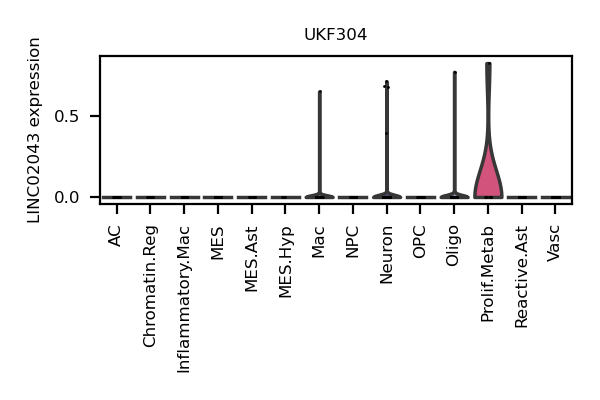 UKF304
LINC02043 expression
0.5
0.0
AC
Chromatin.Reg
Inflammatory.Mac
MES
MES.Ast
MES.Hyp
Mac
NPC
Neuron
OPC
Oligo
Prolif.Metab
Reactive.Ast
Vasc